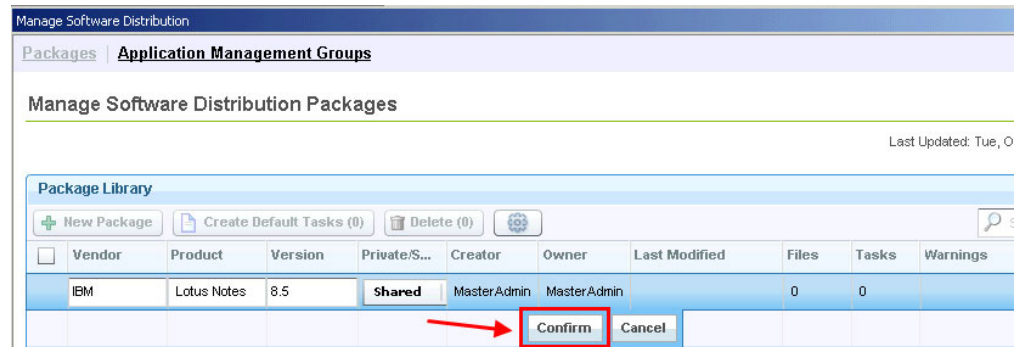 Manage Software Distribution
Packages | Application Management Groups
Manage Software Distribution Packages
Last Updated: Tue, O
Package Library
New Package Create Default Tasks (0) Delete (0) S
Vendor Product Version Private/S... Creator Owner Last Modified Files Tasks Warnings
IBM Lotus Notes 8.5 Shared MasterAdmin MasterAdmin 0 0
Confirm Cancel